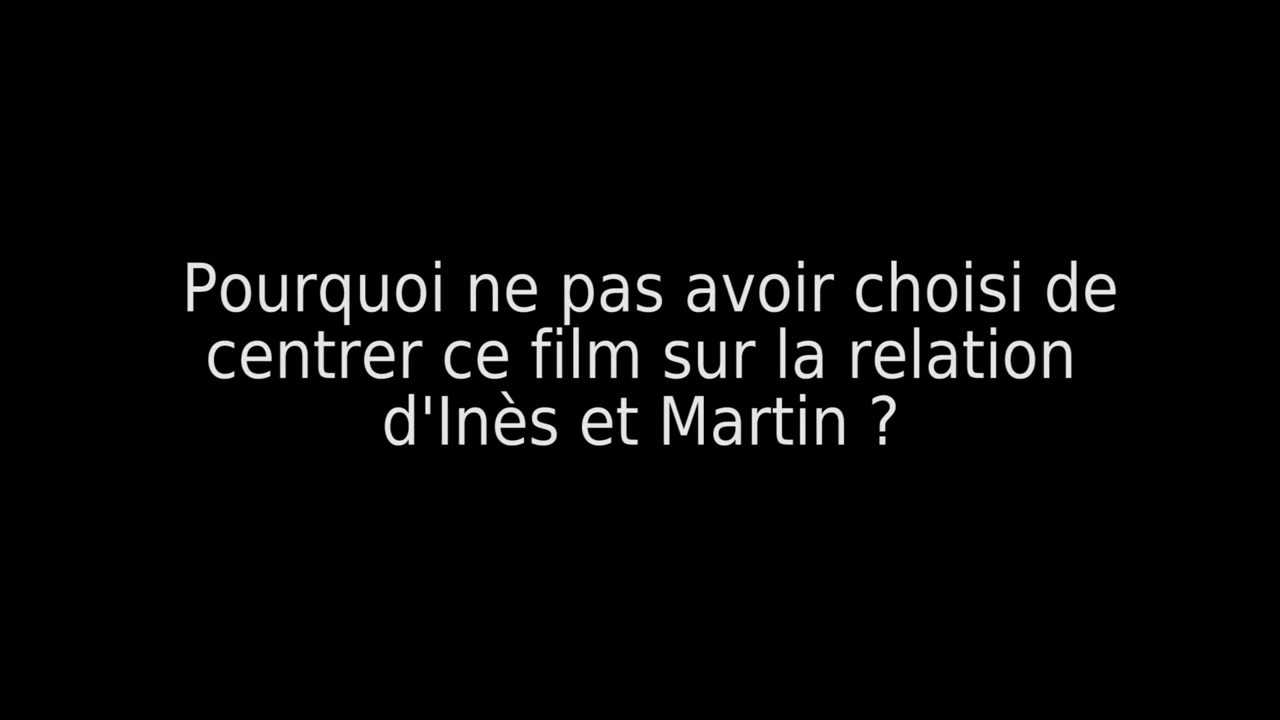 Pourquoi ne pas avoir choisi de
centrer ce film sur la relation
d'Inès et Martin ?